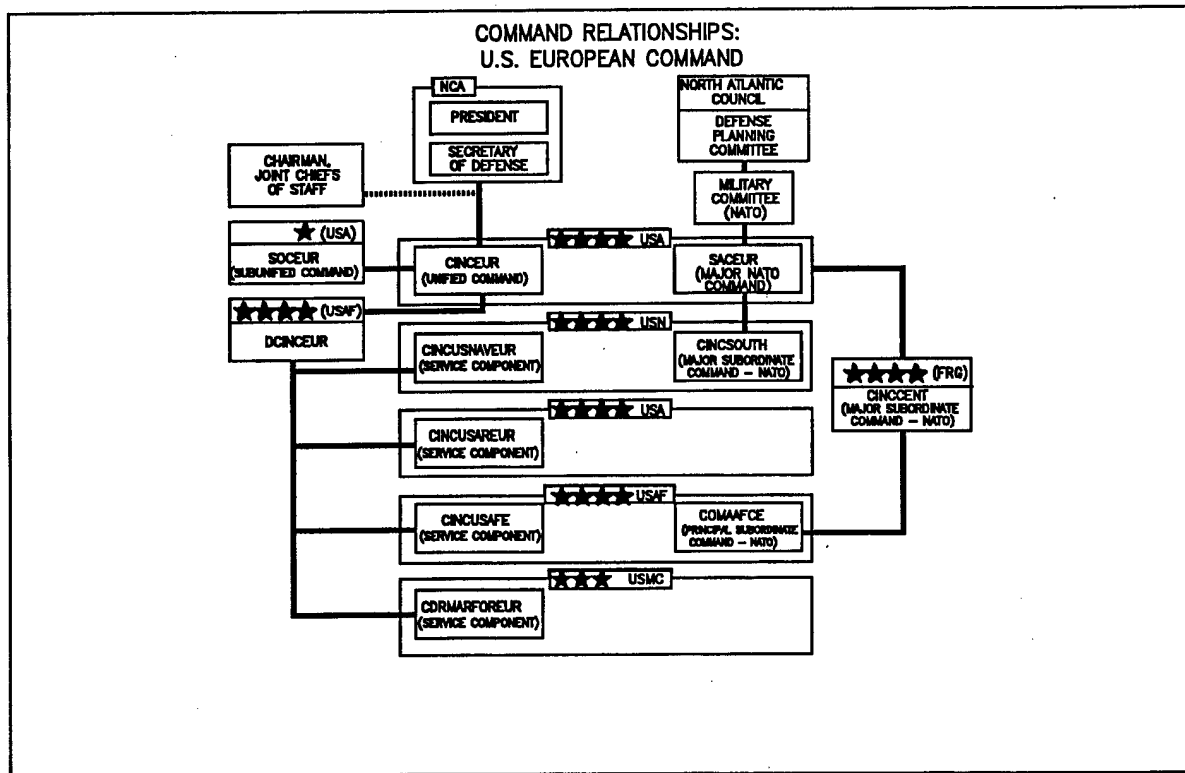 COMMAND RELATIONSHIPS:
U.S. EUROPEAN COMMAND
NCA
PRESIDENT
SECRETARY
OF DEFENSE
NORTH ATLANTIC
COUNCIL
DEFENSE
PLANNING
COMMITTEE
CHAIRMAN,
JOINT CHIEFS
OF STAFF
MILITARY
COMMITTEE
(NATO)
(USA)
SOCEUR
(SUBUNIFIED COMMAND)
USA
CINCEUR
(UNIFIED COMMAND)
SACEUR
(MAJOR NATO
COMMAND)
(USAF)
DCINCEUR
USN
CINCUSNAVEUR
(SERVICE COMPONENT)
CINCSOUTH
(MAJOR SUBORDINATE
COMMAND – NATO)
(FRG)
CINCCENT
(MAJOR SUBORDINATE
COMMAND – NATO)
USA
CINCUSAREUR
(SERVICE COMPONENT)
USAF
CINCUSAFE
(SERVICE COMPONENT)
COMAAFCE
(PRINCIPAL SUBORDINATE
COMMAND – NATO)
USMC
CDRMARFOREUR
(SERVICE COMPONENT)